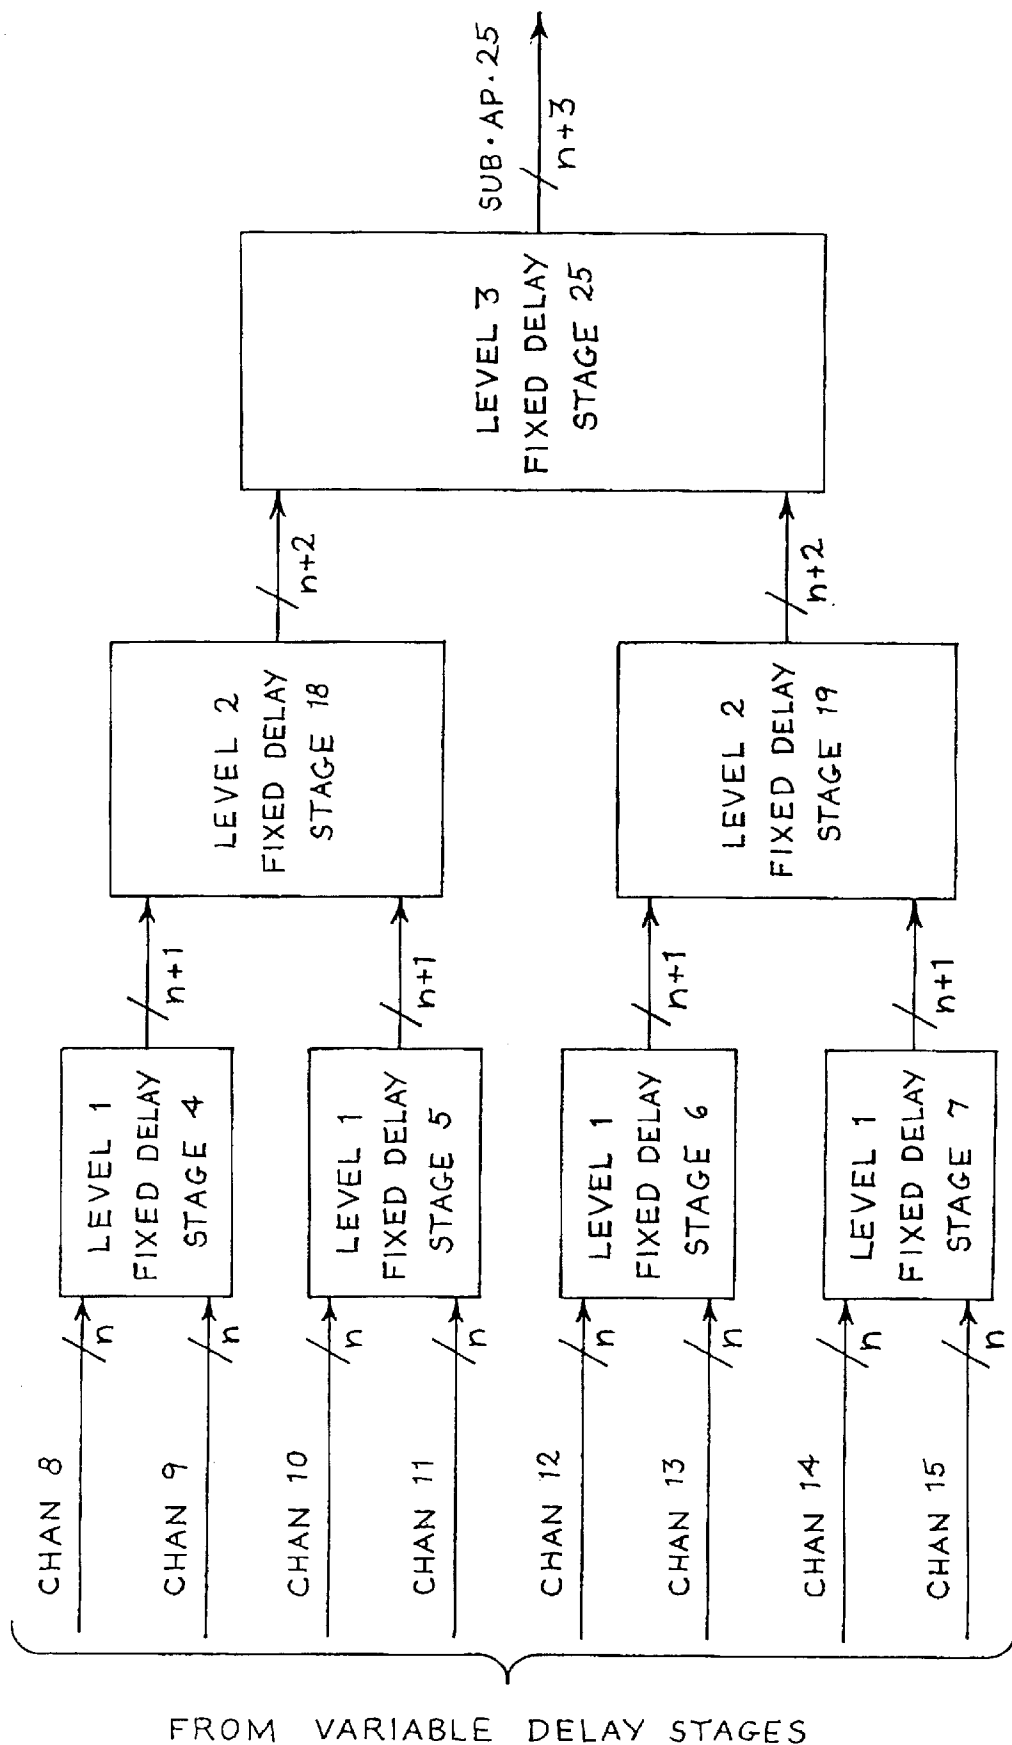 FROM VARIABLE DELAY STAGES
CHAN 8
n
CHAN 9
n
CHAN 10
n
CHAN 11
n
CHAN 12
n
CHAN 13
n
CHAN 14
n
CHAN 15
n
LEVEL 1
FIXED DELAY
STAGE 4
n+1
LEVEL 1
FIXED DELAY
STAGE 5
n+1
LEVEL 1
FIXED DELAY
STAGE 6
n+1
LEVEL 1
FIXED DELAY
STAGE 7
n+1
LEVEL 2
FIXED DELAY
STAGE 18
n+2
LEVEL 2
FIXED DELAY
STAGE 19
n+2
LEVEL 3
FIXED DELAY
STAGE 25
SUB·AP·25
n+3